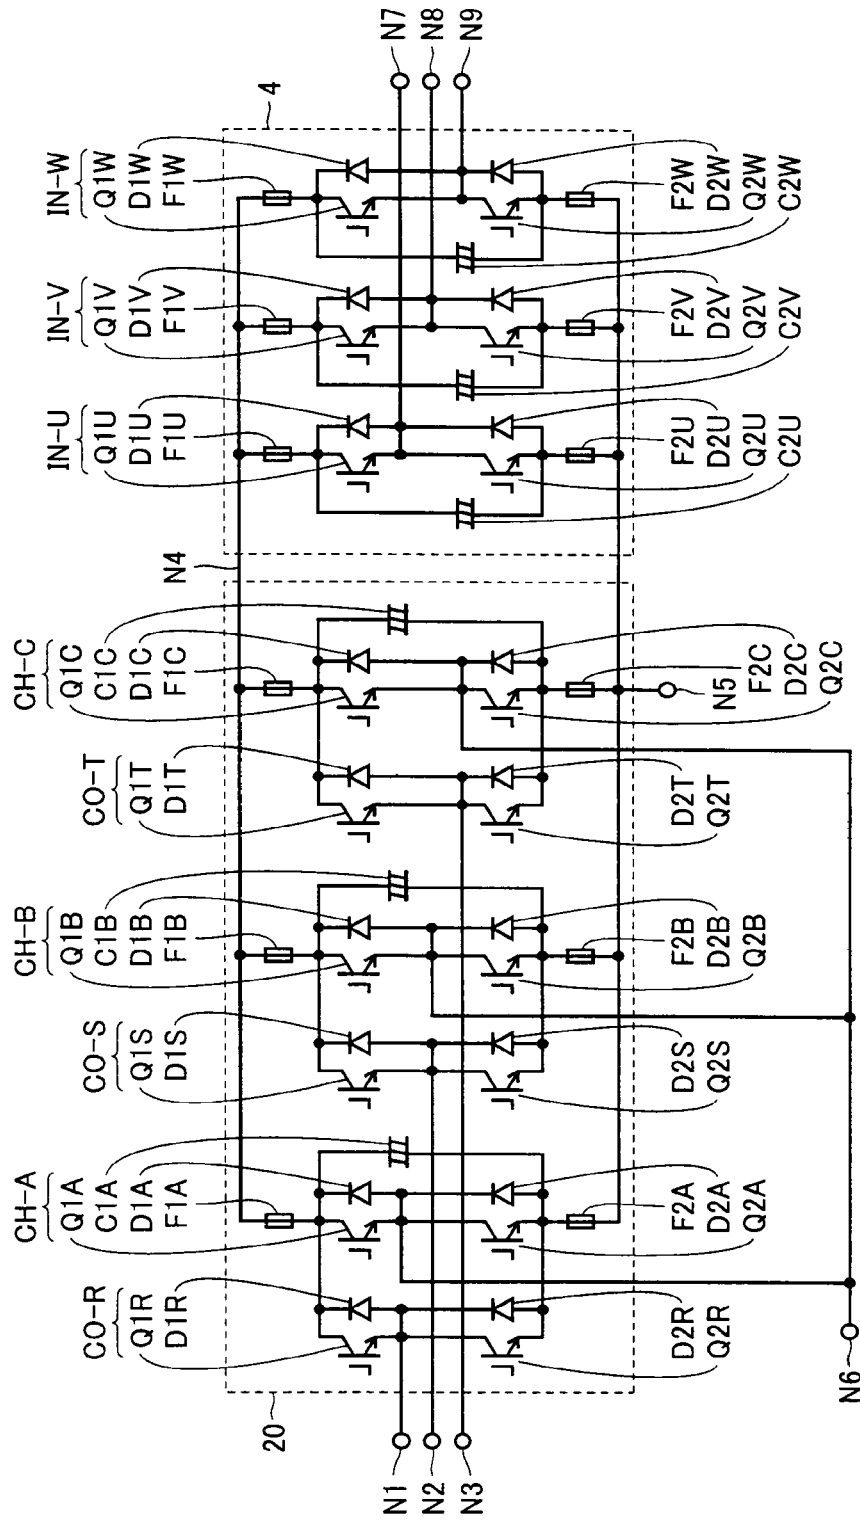 CO-R
Q1R
D1R
CH-A
Q1A
C1A
D1A
F1A
CO-S
Q1S
D1S
CH-B
Q1B
C1B
D1B
F1B
CO-T
Q1T
D1T
CH-C
Q1C
C1C
D1C
F1C
N4
IN-U
Q1U
D1U
F1U
IN-V
Q1V
D1V
F1V
IN-W
Q1W
D1W
F1W
4
20
N1
N2
N3
N7
N8
N9
D2R
Q2R
F2A
D2A
Q2A
D2S
Q2S
F2B
D2B
Q2B
D2T
Q2T
N5
F2C
D2C
Q2C
F2U
D2U
Q2U
C2U
F2V
D2V
Q2V
C2V
F2W
D2W
Q2W
C2W
N6